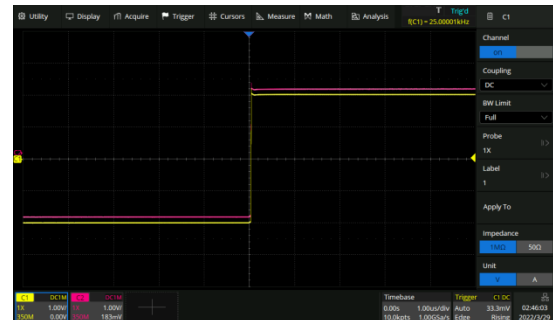 Utility Display Acquire Trigger Cursors Measure Math Analysis
T Trig'd
f(C1) = 25.00001kHz
C1
Channel
on
Coupling
DC
BW Limit
Full
Probe
1X
Label
1
Apply To
Impedance
1MΩ 50Ω
Unit
V A
C1 DC1M
1X 1.00V/
350M 0.00V
C2 DC1M
1X 1.00V/
350M 183mV
Timebase
0.00s 1.00us/div
10.0kpts 1.00GSa/s
Trigger C1 DC
Auto 33.3mV
Edge Rising
02:46:03
2022/3/29